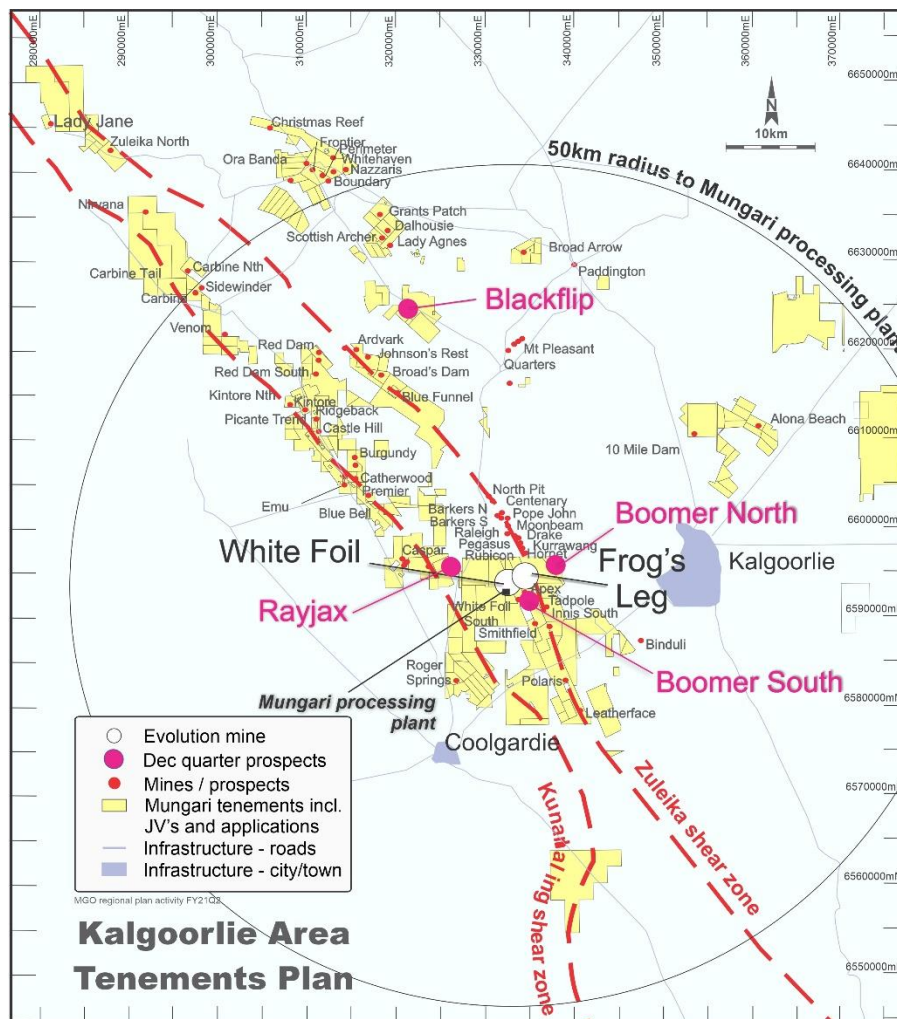 280000mE
290000mE
300000mE
310000mE
320000mE
330000mE
340000mE
350000mE
360000mE
370000mE
6650000mN
6640000mN
6630000mN
6620000mN
6610000mN
6600000mN
6590000mN
6580000mN
6570000mN
6560000mN
6550000mN
N
10km
50km radius to Mungari processing plant
Lady Jane
Zuleika North
Christmas Reef
Frontier
Perimeter
Ora Banda
Whitehaven
Nazzaris
Boundary
Nirvana
Grants Patch
Dalhousie
Scottish Archer
Lady Agnes
Broad Arrow
Paddington
Carbine Tail
Carbine Nth
Sidewinder
Carbine
Blackflip
Venom
Mt Pleasant
Quarters
Red Dam
Ardvark
Johnson's Rest
Red Dam South
Broad's Dam
Kintore Nth
Kintore
Blue Funnel
Picante Trend
Ridgeback
Castle Hill
Alona Beach
10 Mile Dam
Burgundy
Catherwood
Emu
Premier
Blue Bell
North Pit
Centenary
Barkers N
Pope John
Barkers S
Moonbeam
Raleigh
Drake
Pegasus
Kurrawang
Rubicon
Hornet
Boomer North
Kalgoorlie
White Foil
Caspar
Frog's
Leg
Rayjax
Apex
White Foil
South
Tadpole
Innis South
Smithfield
Binduli
Boomer South
Roger
Springs
Polaris
Leatherface
Mungari processing
plant
Coolgardie
Kunanalling shear zone
Zuleika shear zone
Evolution mine
Dec quarter prospects
Mines / prospects
Mungari tenements incl.
JV's and applications
Infrastructure - roads
Infrastructure - city/town
MGO regional plan activity FY21Q2
Kalgoorlie Area
Tenements Plan